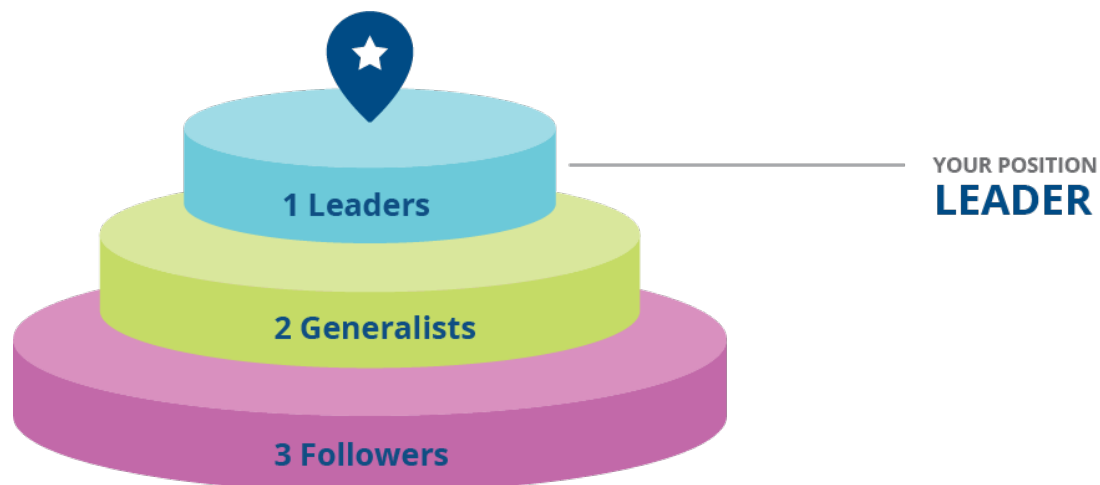 YOUR POSITION
LEADER
1 Leaders
2 Generalists
3 Followers